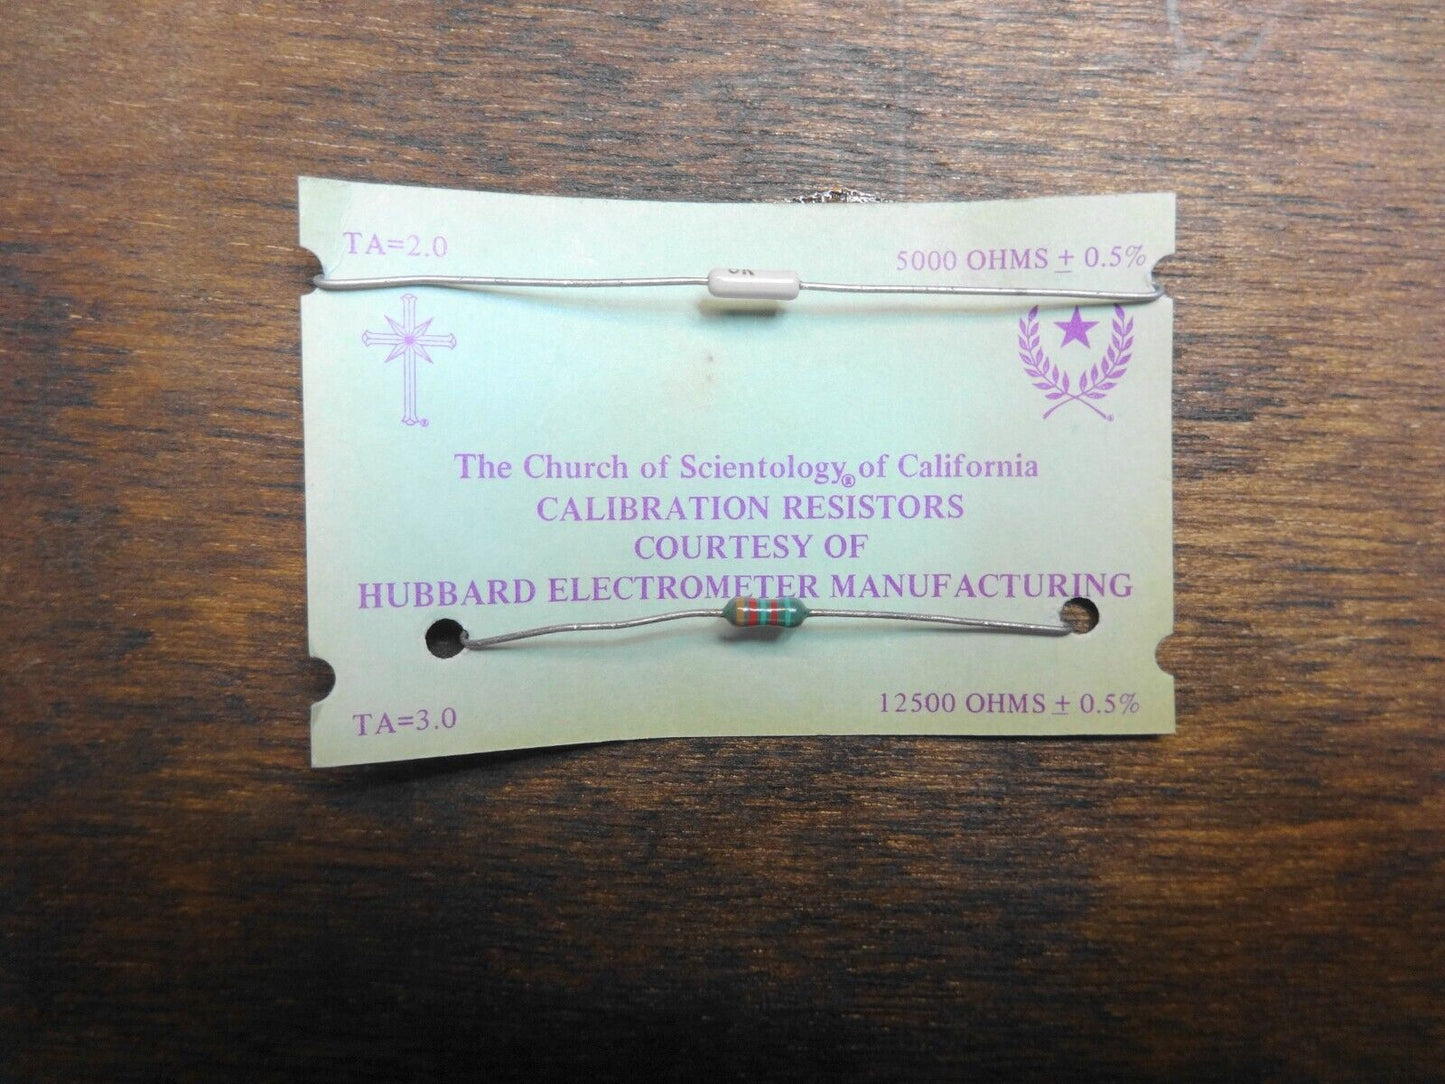 TA=2.0
5000 OHMS ± 0.5%
The Church of Scientology® of California
CALIBRATION RESISTORS
COURTESY OF
HUBBARD ELECTROMETER MANUFACTURING
TA=3.0
12500 OHMS ± 0.5%